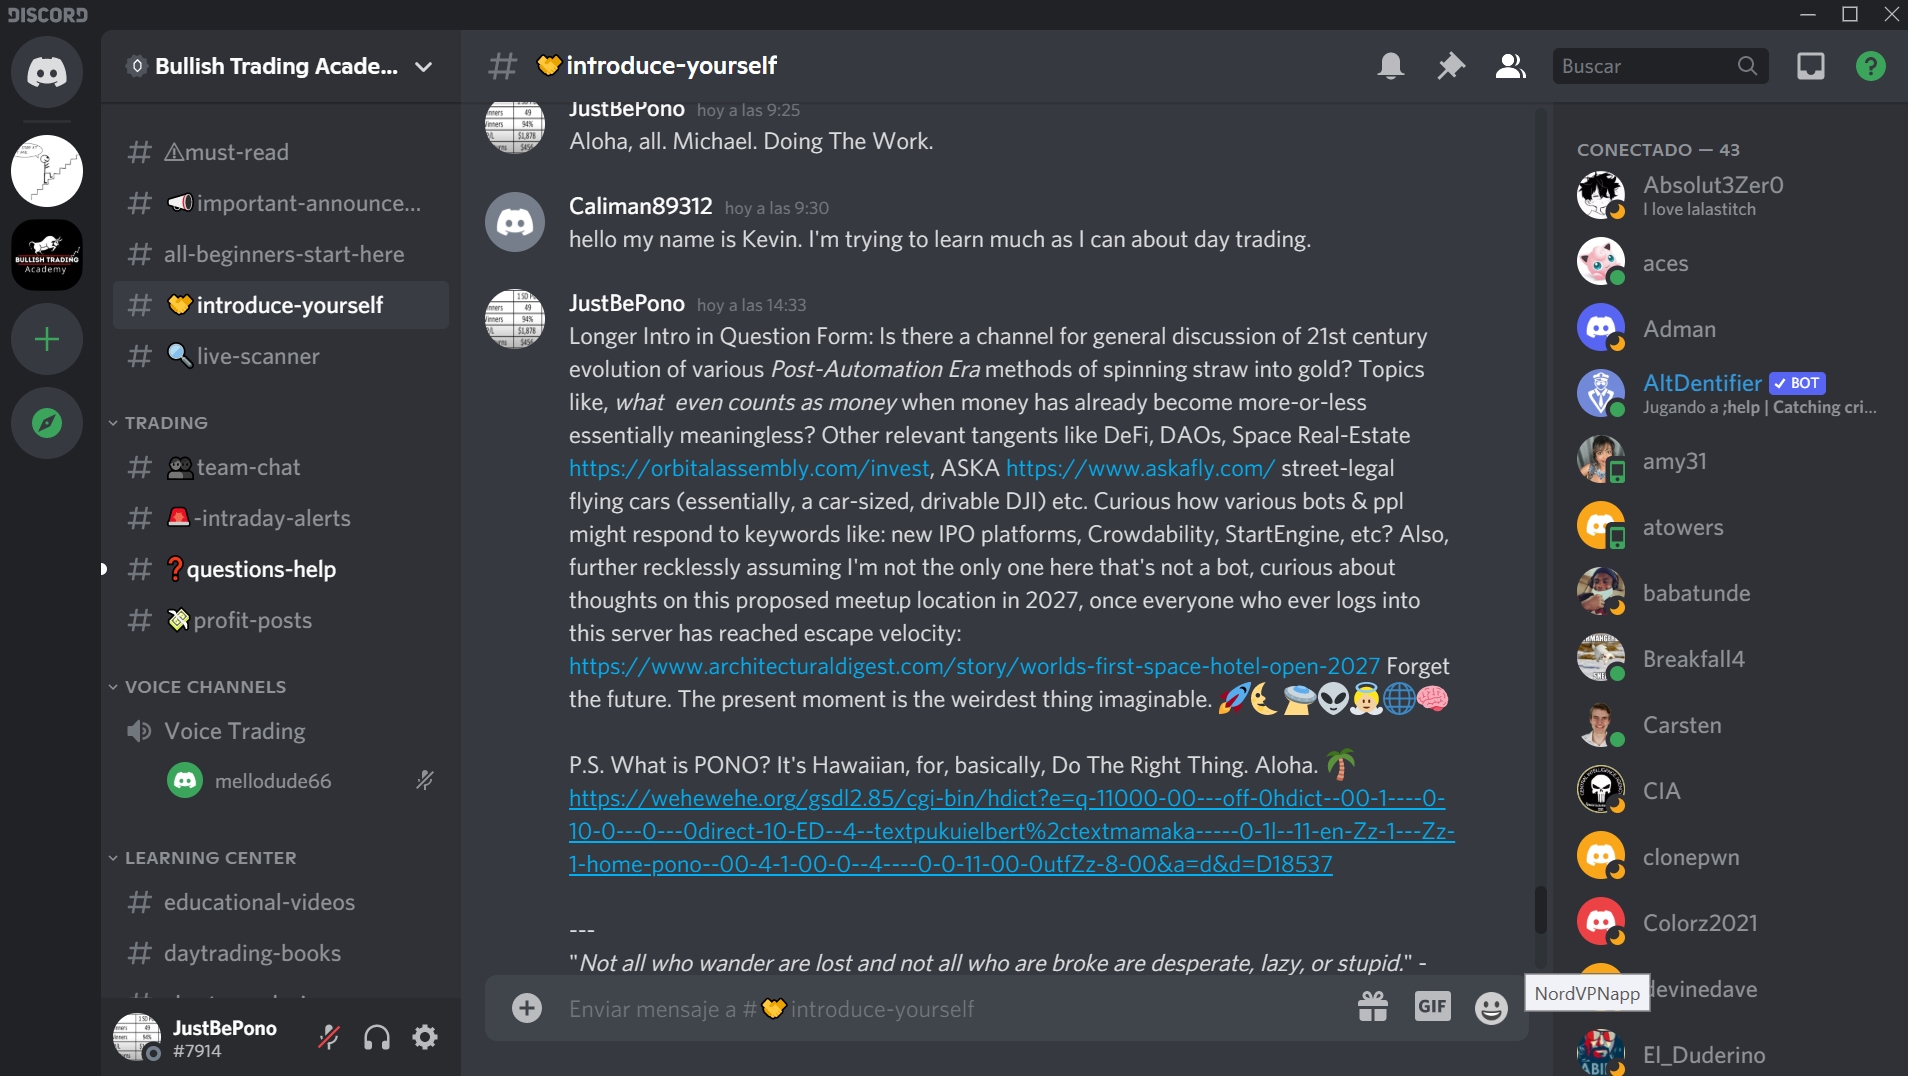 DISCORD
Bullish Trading Acade...
# introduce-yourself
Buscar
BULLISH TRADING
Academy
# must-read
# important-announce...
# all-beginners-start-here
# introduce-yourself
# live-scanner
TRADING
# team-chat
# -intraday-alerts
# ❓questions-help
# profit-posts
VOICE CHANNELS
Voice Trading
mellodude66
LEARNING CENTER
# educational-videos
# daytrading-books
JustBePono
#7914
JustBePono hoy a las 9:25
Aloha, all. Michael. Doing The Work.
Caliman89312 hoy a las 9:30
hello my name is Kevin. I'm trying to learn much as I can about day trading.
JustBePono hoy a las 14:33
Longer Intro in Question Form: Is there a channel for general discussion of 21st century
evolution of various Post-Automation Era methods of spinning straw into gold? Topics
like, what even counts as money when money has already become more-or-less
essentially meaningless? Other relevant tangents like DeFi, DAOs, Space Real-Estate
https://orbitalassembly.com/invest, ASKA https://www.askafly.com/ street-legal
flying cars (essentially, a car-sized, drivable DJI) etc. Curious how various bots & ppl
might respond to keywords like: new IPO platforms, Crowdability, StartEngine, etc? Also,
further recklessly assuming I'm not the only one here that's not a bot, curious about
thoughts on this proposed meetup location in 2027, once everyone who ever logs into
this server has reached escape velocity:
https://www.architecturaldigest.com/story/worlds-first-space-hotel-open-2027 Forget
the future. The present moment is the weirdest thing imaginable. 🚀🌜🛸👽👼🌐🧠
P.S. What is PONO? It's Hawaiian, for, basically, Do The Right Thing. Aloha. 🌴
https://wehewehe.org/gsdl2.85/cgi-bin/hdict?e=q-11000-00---off-0hdict--00-1----0-
10-0---0---0direct-10-ED--4--textpukuielbert%2ctextmamaka-----0-1l--11-en-Zz-1---Zz-
1-home-pono--00-4-1-00-0--4----0-0-11-00-0utfZz-8-00&a=d&d=D18537
---
"Not all who wander are lost and not all who are broke are desperate, lazy, or stupid." -
Enviar mensaje a # introduce-yourself
GIF
NordVPNapp
CONECTADO — 43
Absolut3Zer0
I love lalastitch
aces
Adman
AltDentifier ✓ BOT
Jugando a ;help | Catching cri...
amy31
atowers
babatunde
Breakfall4
Carsten
CIA
clonepwn
Colorz2021
devinedave
El_Duderino